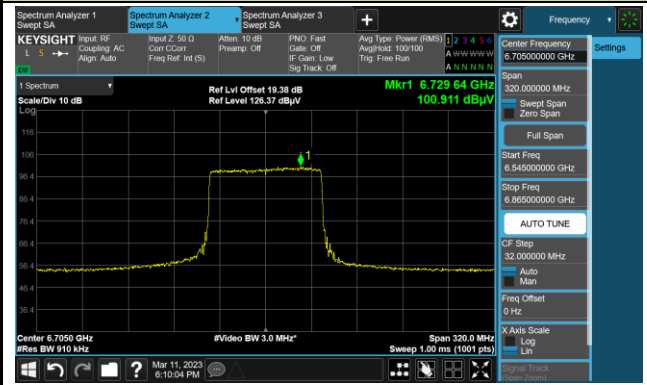 Spectrum Analyzer 1
Swept SA
Spectrum Analyzer 2
Swept SA
Spectrum Analyzer 3
Swept SA
+
Frequency
KEYSIGHT
L S
Input: RF
Coupling: AC
Align: Auto
Input Z: 50 Ω
Corr CCorr
Freq Ref: Int (S)
Atten: 10 dB
Preamp: Off
PNO: Fast
Gate: Off
IF Gain: Low
Sig Track: Off
Avg Type: Power (RMS)
Avg|Hold: 100/100
Trig: Free Run
1 2 3 4 5 6
A W W W W W
A N N N N N
1 Spectrum
Scale/Div 10 dB
Log
Ref Lvl Offset 19.38 dB
Ref Level 126.37 dBµV
Mkr1 6.729 64 GHz
100.911 dBµV
1
116
106
96.4
86.4
76.4
66.4
56.4
46.4
36.4
Center 6.7050 GHz
#Res BW 910 kHz
#Video BW 3.0 MHz*
Span 320.0 MHz
Sweep 1.00 ms (1001 pts)
Mar 11, 2023
6:10:04 PM
?
Center Frequency
6.705000000 GHz
Settings
Span
320.000000 MHz
Swept Span
Zero Span
Full Span
Start Freq
6.545000000 GHz
Stop Freq
6.865000000 GHz
AUTO TUNE
CF Step
32.000000 MHz
Auto
Man
Freq Offset
0 Hz
X Axis Scale
Log
Lin
Signal Track
(Span Zoom)